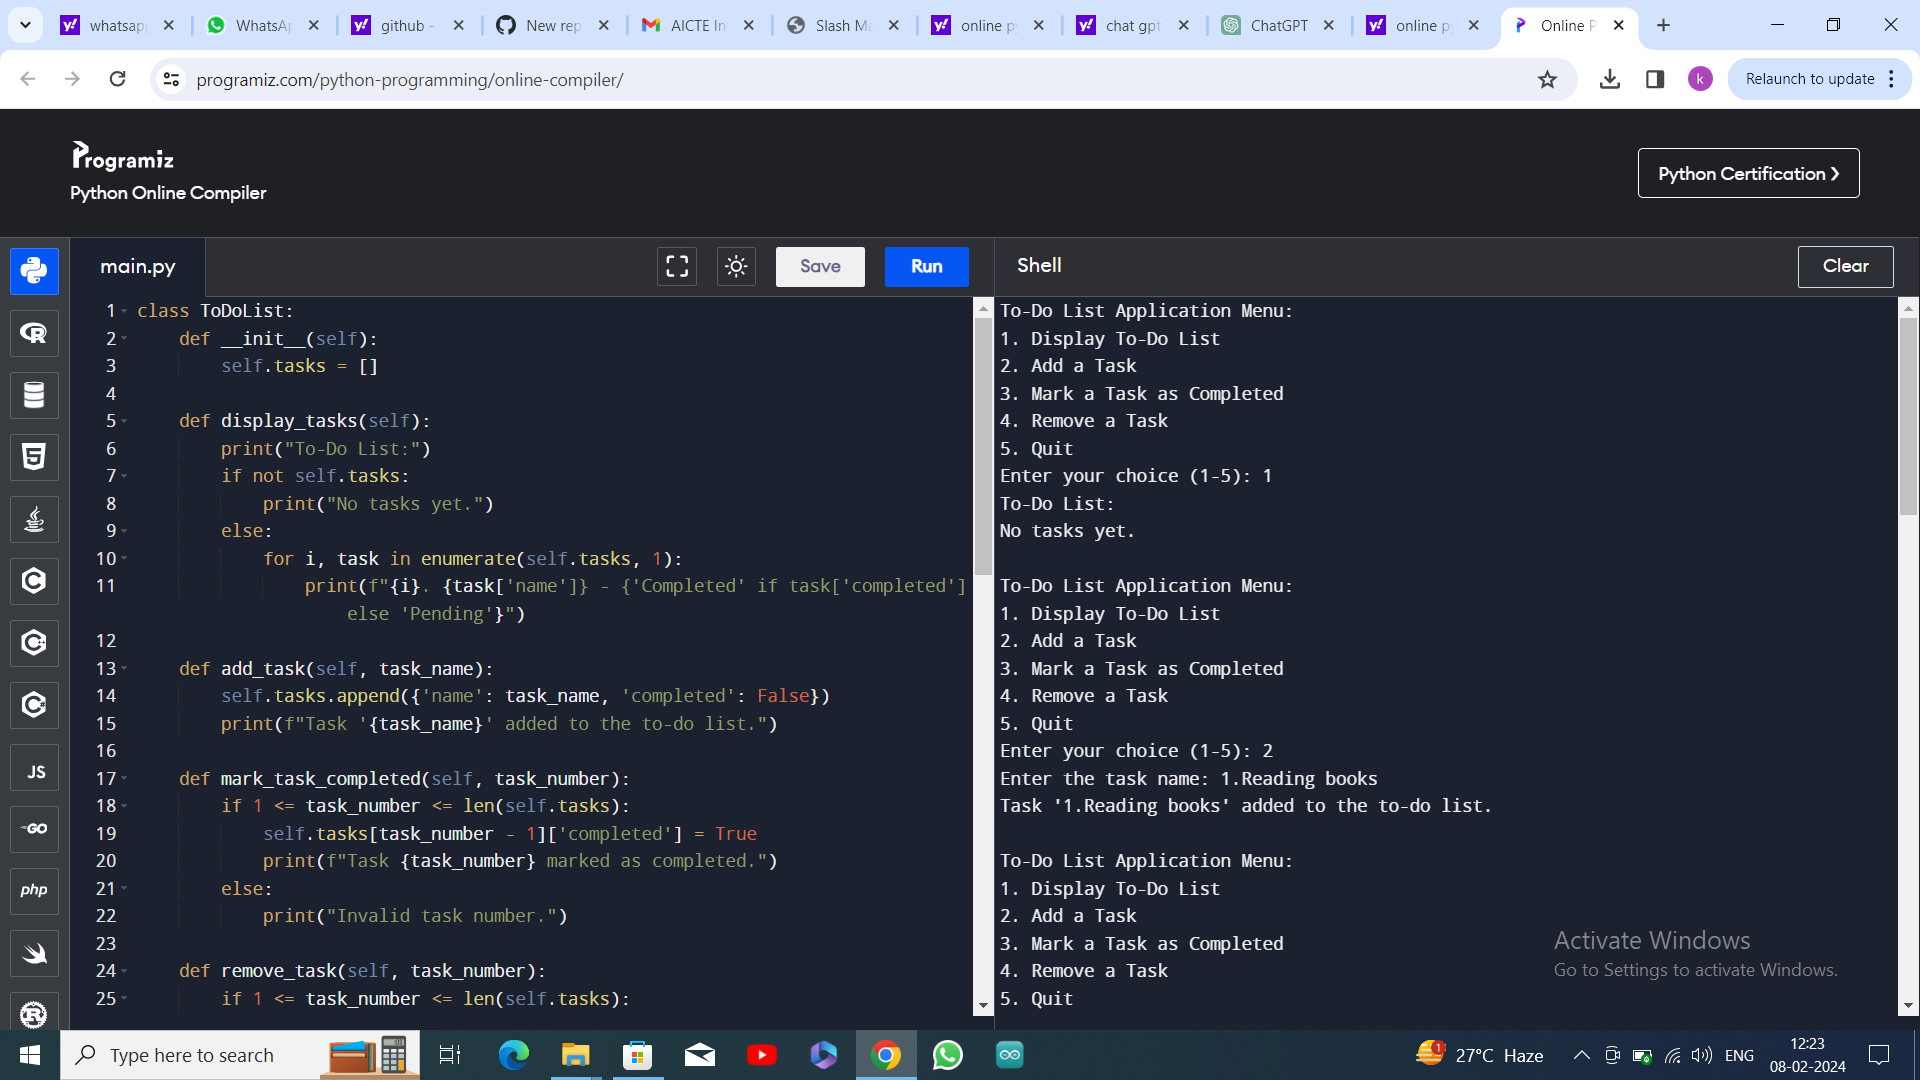 whatsapp
WhatsAp
github -
New rep
AICTE In
Slash Ma
online p
chat gpt
ChatGPT
online p
Online P
programiz.com/python-programming/online-compiler/
k
Relaunch to update
Programiz
Python Online Compiler
Python Certification ❯
main.py
Save
Run
Shell
Clear
1 class ToDoList:
2 def __init__(self):
3 self.tasks = []
4
5 def display_tasks(self):
6 print("To-Do List:")
7 if not self.tasks:
8 print("No tasks yet.")
9 else:
10 for i, task in enumerate(self.tasks, 1):
11 print(f"{i}. {task['name']} - {'Completed' if task['completed']
else 'Pending'}")
12
13 def add_task(self, task_name):
14 self.tasks.append({'name': task_name, 'completed': False})
15 print(f"Task '{task_name}' added to the to-do list.")
16
17 def mark_task_completed(self, task_number):
18 if 1 <= task_number <= len(self.tasks):
19 self.tasks[task_number - 1]['completed'] = True
20 print(f"Task {task_number} marked as completed.")
21 else:
22 print("Invalid task number.")
23
24 def remove_task(self, task_number):
25 if 1 <= task_number <= len(self.tasks):
To-Do List Application Menu:
1. Display To-Do List
2. Add a Task
3. Mark a Task as Completed
4. Remove a Task
5. Quit
Enter your choice (1-5): 1
To-Do List:
No tasks yet.
To-Do List Application Menu:
1. Display To-Do List
2. Add a Task
3. Mark a Task as Completed
4. Remove a Task
5. Quit
Enter your choice (1-5): 2
Enter the task name: 1.Reading books
Task '1.Reading books' added to the to-do list.
To-Do List Application Menu:
1. Display To-Do List
2. Add a Task
3. Mark a Task as Completed
4. Remove a Task
5. Quit
JS
GO
php
Activate Windows
Go to Settings to activate Windows.
Type here to search
1
27°C Haze
ENG
12:23
08-02-2024